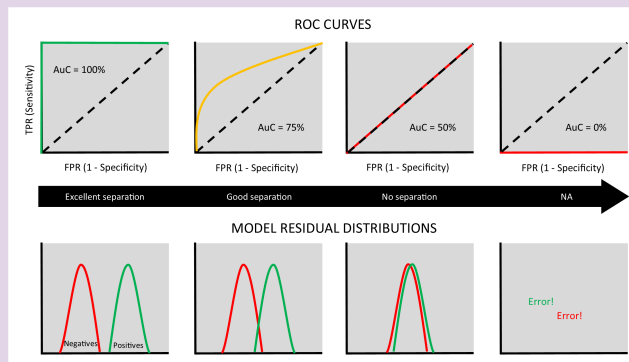 ROC CURVES
TPR (Sensitivity)
AuC = 100%
AuC = 75%
AuC = 50%
AuC = 0%
FPR (1 - Specificity)
FPR (1 - Specificity)
FPR (1 - Specificity)
FPR (1 - Specificity)
Excellent separation
Good separation
No separation
NA
MODEL RESIDUAL DISTRIBUTIONS
Negatives
Positives
Error!
Error!